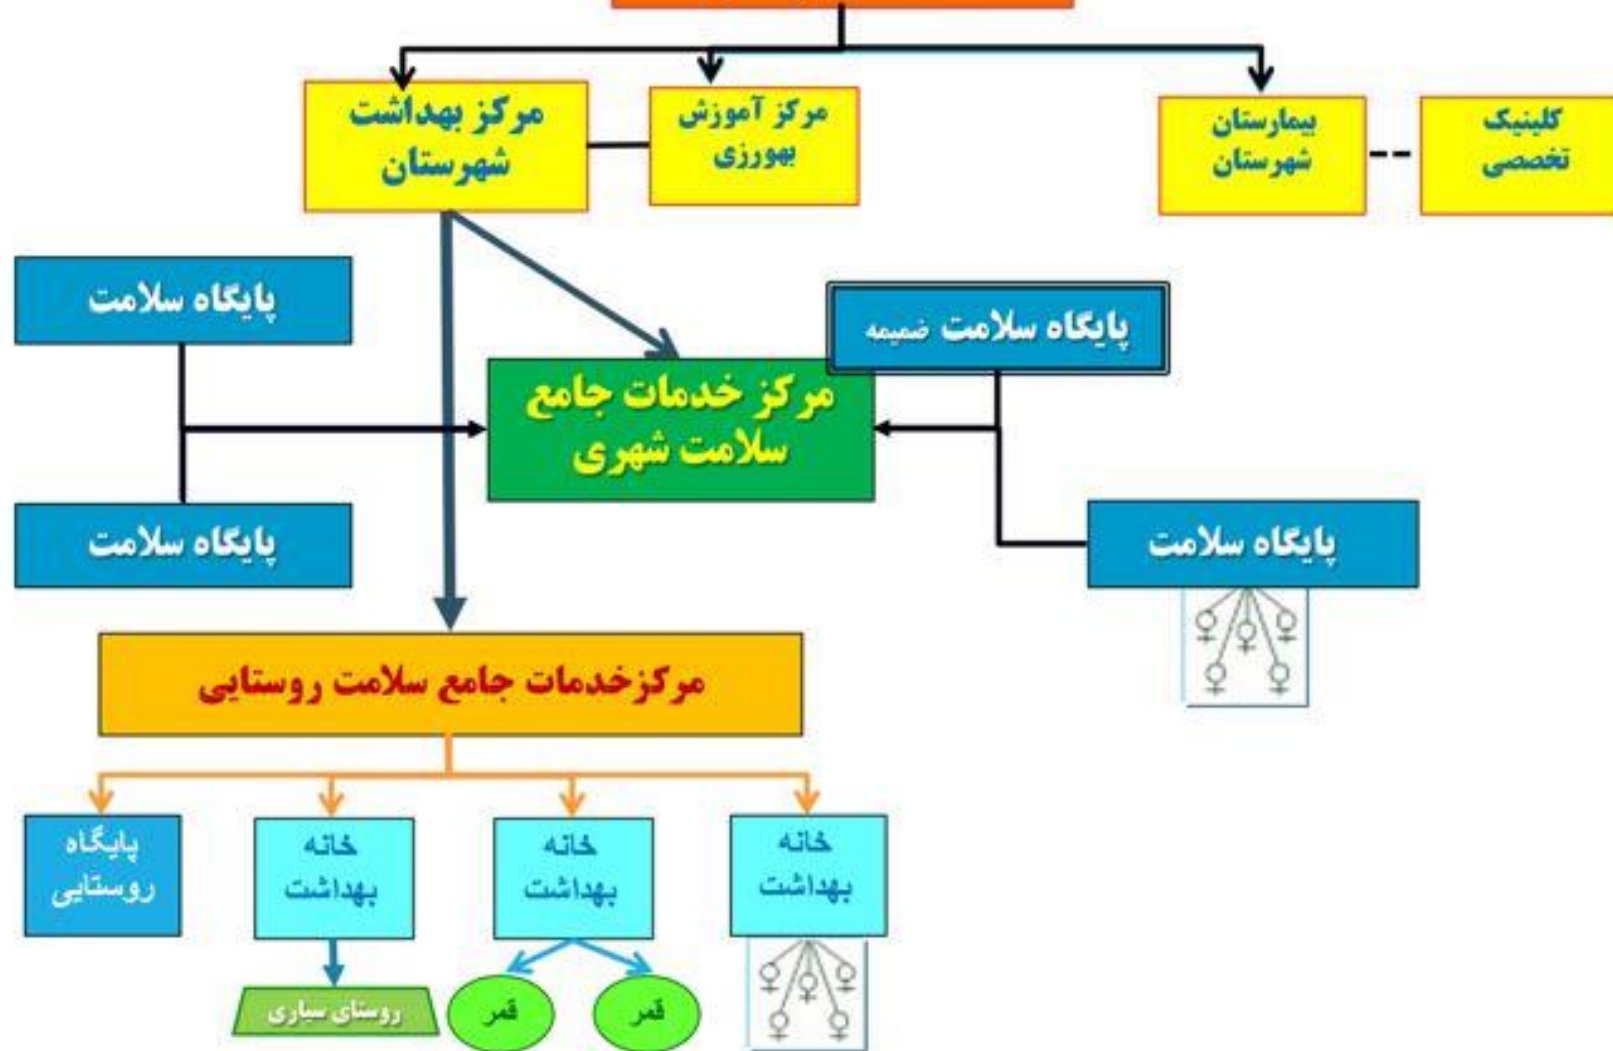 مرکز بهداشت
شهرستان
مرکز آموزش
بهورزی
بیمارستان
شهرستان
کلینیک
تخصصی
پایگاه سلامت
پایگاه سلامت ضمیمه
مرکز خدمات جامع
سلامت شهری
پایگاه سلامت
پایگاه سلامت
مرکزخدمات جامع سلامت روستایی
پایگاه
روستایی
خانه
بهداشت
خانه
بهداشت
خانه
بهداشت
روستای سیاری
قمر
قمر